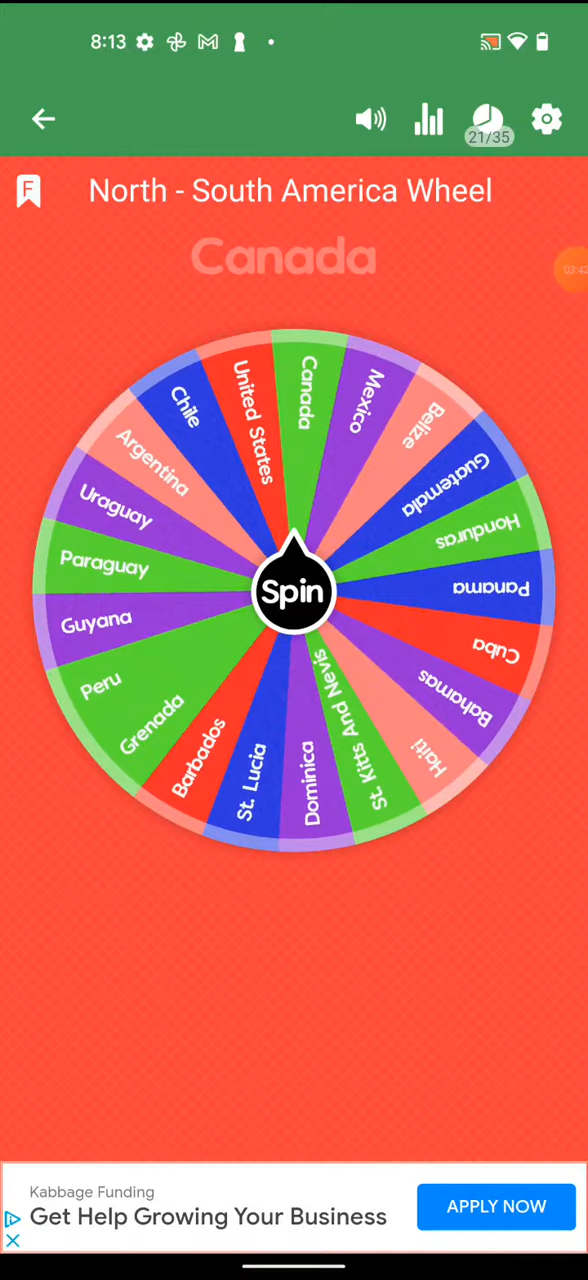 8:13
21/35
F
North - South America Wheel
Canada
03:42
Canada
Mexico
Belize
Guatemala
Honduras
Panama
Cuba
Bahamas
Haiti
St. Kitts And Nevis
Dominica
St. Lucia
Barbados
Grenada
Peru
Guyana
Paraguay
Uraguay
Argentina
Chile
United States
Spin
Kabbage Funding
Get Help Growing Your Business
APPLY NOW